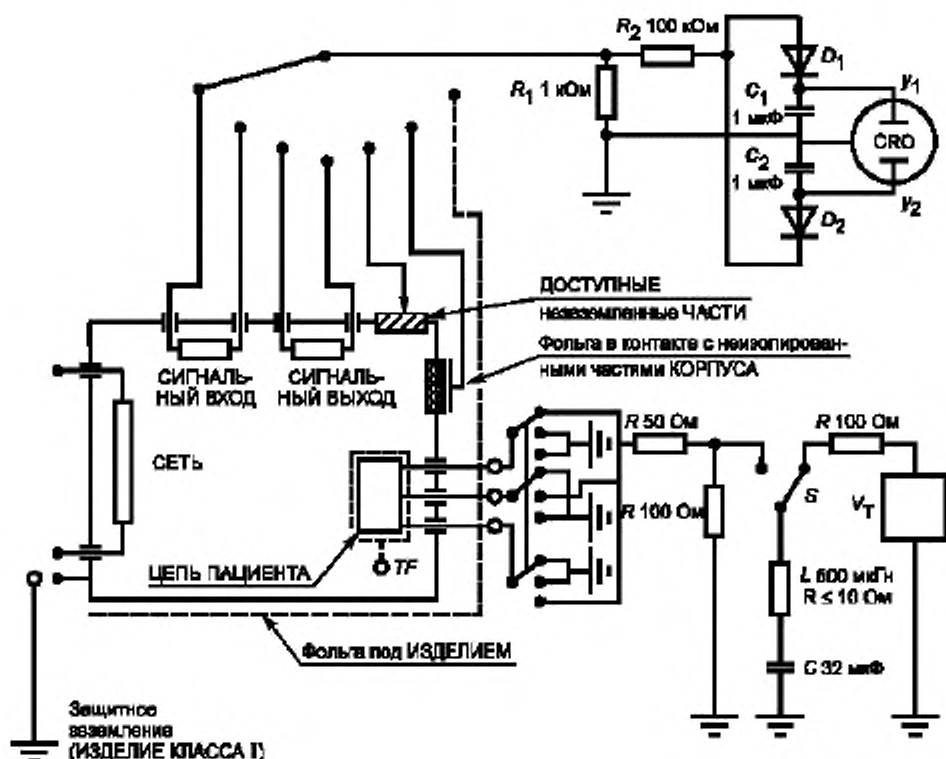 R2 100 кОм
D1
R1 1 кОм
C1
1 мкФ
y1
CRO
C2
1 мкФ
y2
D2
ДОСТУПНЫЕ
незаземленные ЧАСТИ
Фольга в контакте с неизолирован-
ными частями КОРПУСА
СИГНАЛЬ-
НЫЙ ВХОД
СИГНАЛЬ-
НЫЙ ВЫХОД
СЕТЬ
R 50 Ом
R 100 Ом
R 100 Ом
S
VT
L 500 мкГн
R ≤ 10 Ом
C 32 мкФ
ЦЕПЬ ПАЦИЕНТА
TF
Фольга под ИЗДЕЛИЕМ
Защитное
заземление
(ИЗДЕЛИЕ КЛАССА I)